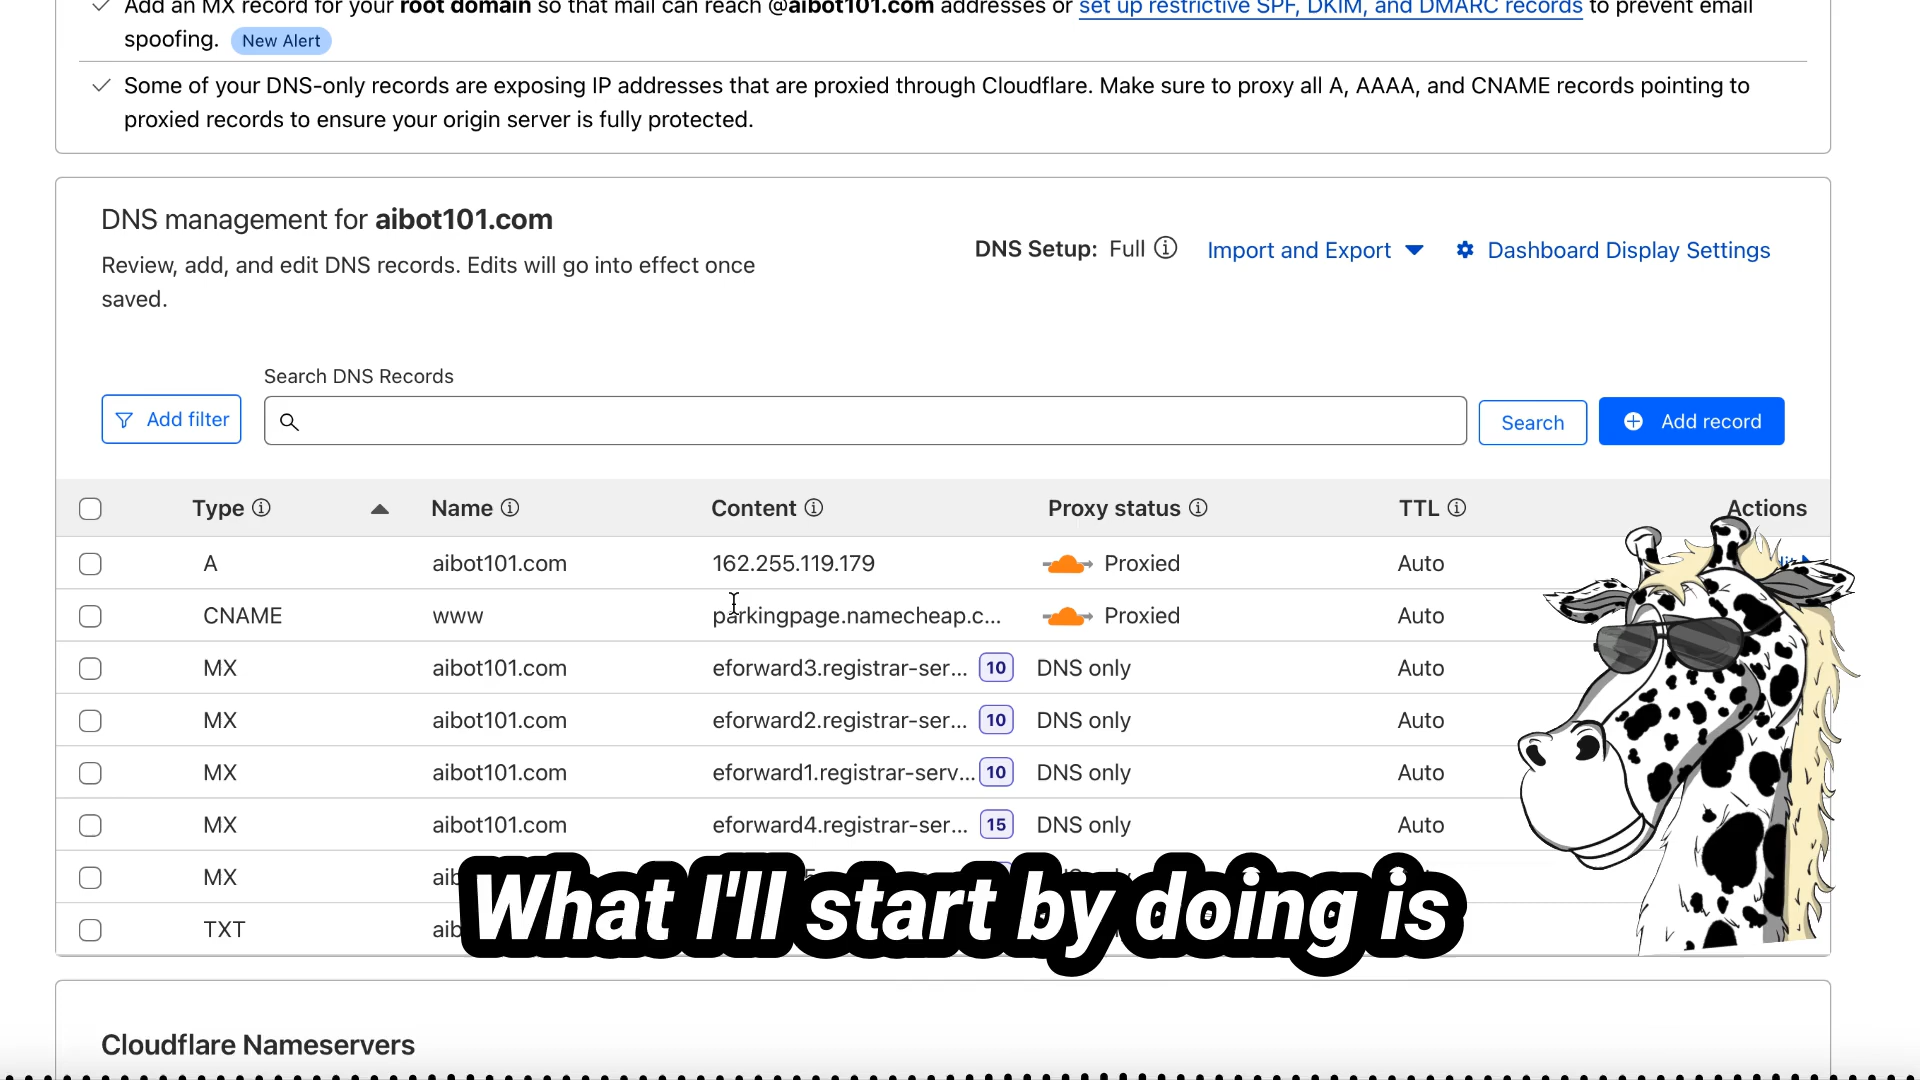 Add an MX record for your root domain so that mail can reach @aibot101.com addresses or set up restrictive SPF, DKIM, and DMARC records to prevent email
spoofing. New Alert
Some of your DNS-only records are exposing IP addresses that are proxied through Cloudflare. Make sure to proxy all A, AAAA, and CNAME records pointing to
proxied records to ensure your origin server is fully protected.
DNS management for aibot101.com
Review, add, and edit DNS records. Edits will go into effect once
saved.
DNS Setup: Full Import and Export Dashboard Display Settings
Search DNS Records
Add filter Search Add record
Type Name Content Proxy status TTL Actions
A aibot101.com 162.255.119.179 Proxied Auto
CNAME www parkingpage.namecheap.c... Proxied Auto
MX aibot101.com eforward3.registrar-ser... 10 DNS only Auto
MX aibot101.com eforward2.registrar-ser... 10 DNS only Auto
MX aibot101.com eforward1.registrar-serv... 10 DNS only Auto
MX aibot101.com eforward4.registrar-ser... 15 DNS only Auto
MX
TXT
What I'll start by doing is
Cloudflare Nameservers